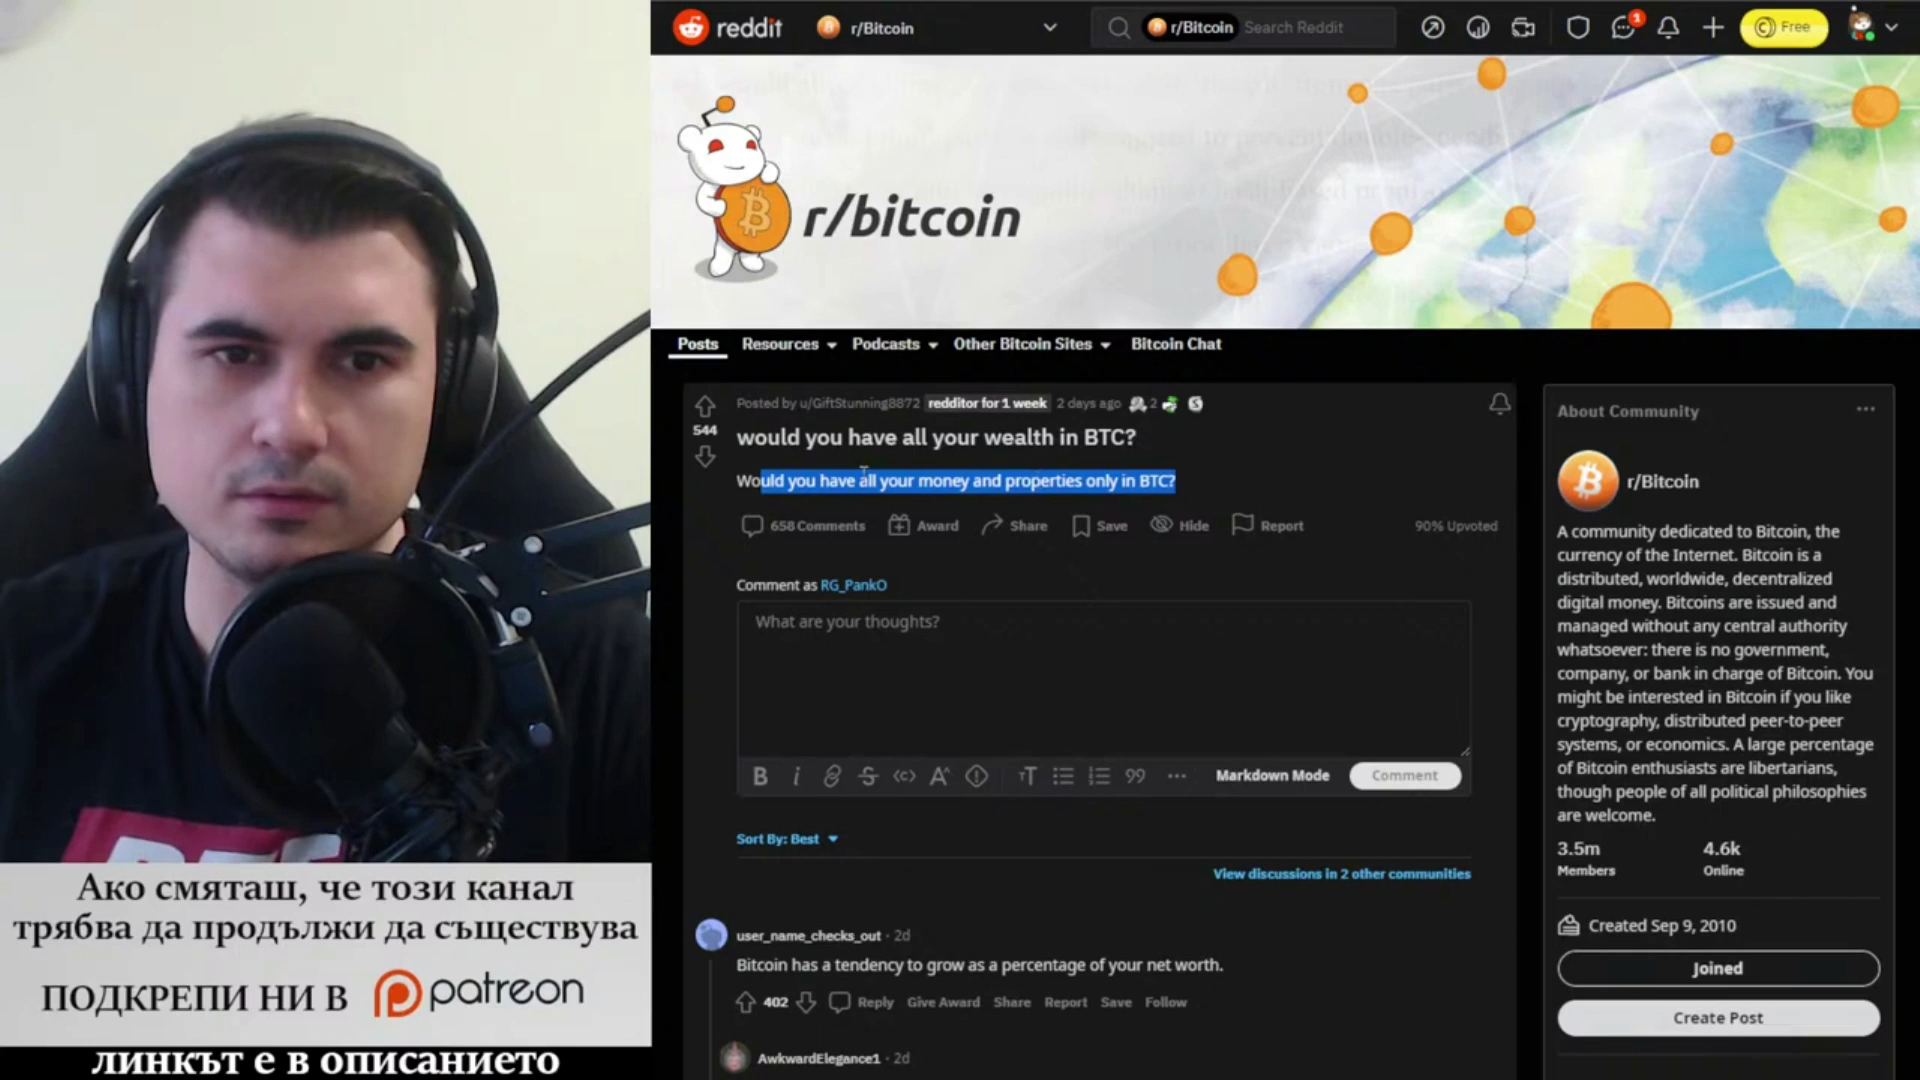 reddit
r/Bitcoin
r/Bitcoin Search Reddit
1
Free
r/bitcoin
Posts Resources Podcasts Other Bitcoin Sites Bitcoin Chat
Posted by u/GiftStunning8872 redditor for 1 week 2 days ago 2
544
would you have all your wealth in BTC?
Would you have all your money and properties only in BTC?
658 Comments Award Share Save Hide Report 90% Upvoted
Comment as RG_PankO
What are your thoughts?
Markdown Mode Comment
Sort By: Best
View discussions in 2 other communities
user_name_checks_out · 2d
Bitcoin has a tendency to grow as a percentage of your net worth.
402 Reply Give Award Share Report Save Follow
AwkwardElegance1 · 2d
About Community
r/Bitcoin
A community dedicated to Bitcoin, the
currency of the Internet. Bitcoin is a
distributed, worldwide, decentralized
digital money. Bitcoins are issued and
managed without any central authority
whatsoever: there is no government,
company, or bank in charge of Bitcoin. You
might be interested in Bitcoin if you like
cryptography, distributed peer-to-peer
systems, or economics. A large percentage
of Bitcoin enthusiasts are libertarians,
though people of all political philosophies
are welcome.
3.5m 4.6k
Members Online
Created Sep 9, 2010
Joined
Create Post
Ако смяташ, че този канал
трябва да продължи да съществува
ПОДКРЕПИ НИ В patreon
линкът е в описанието